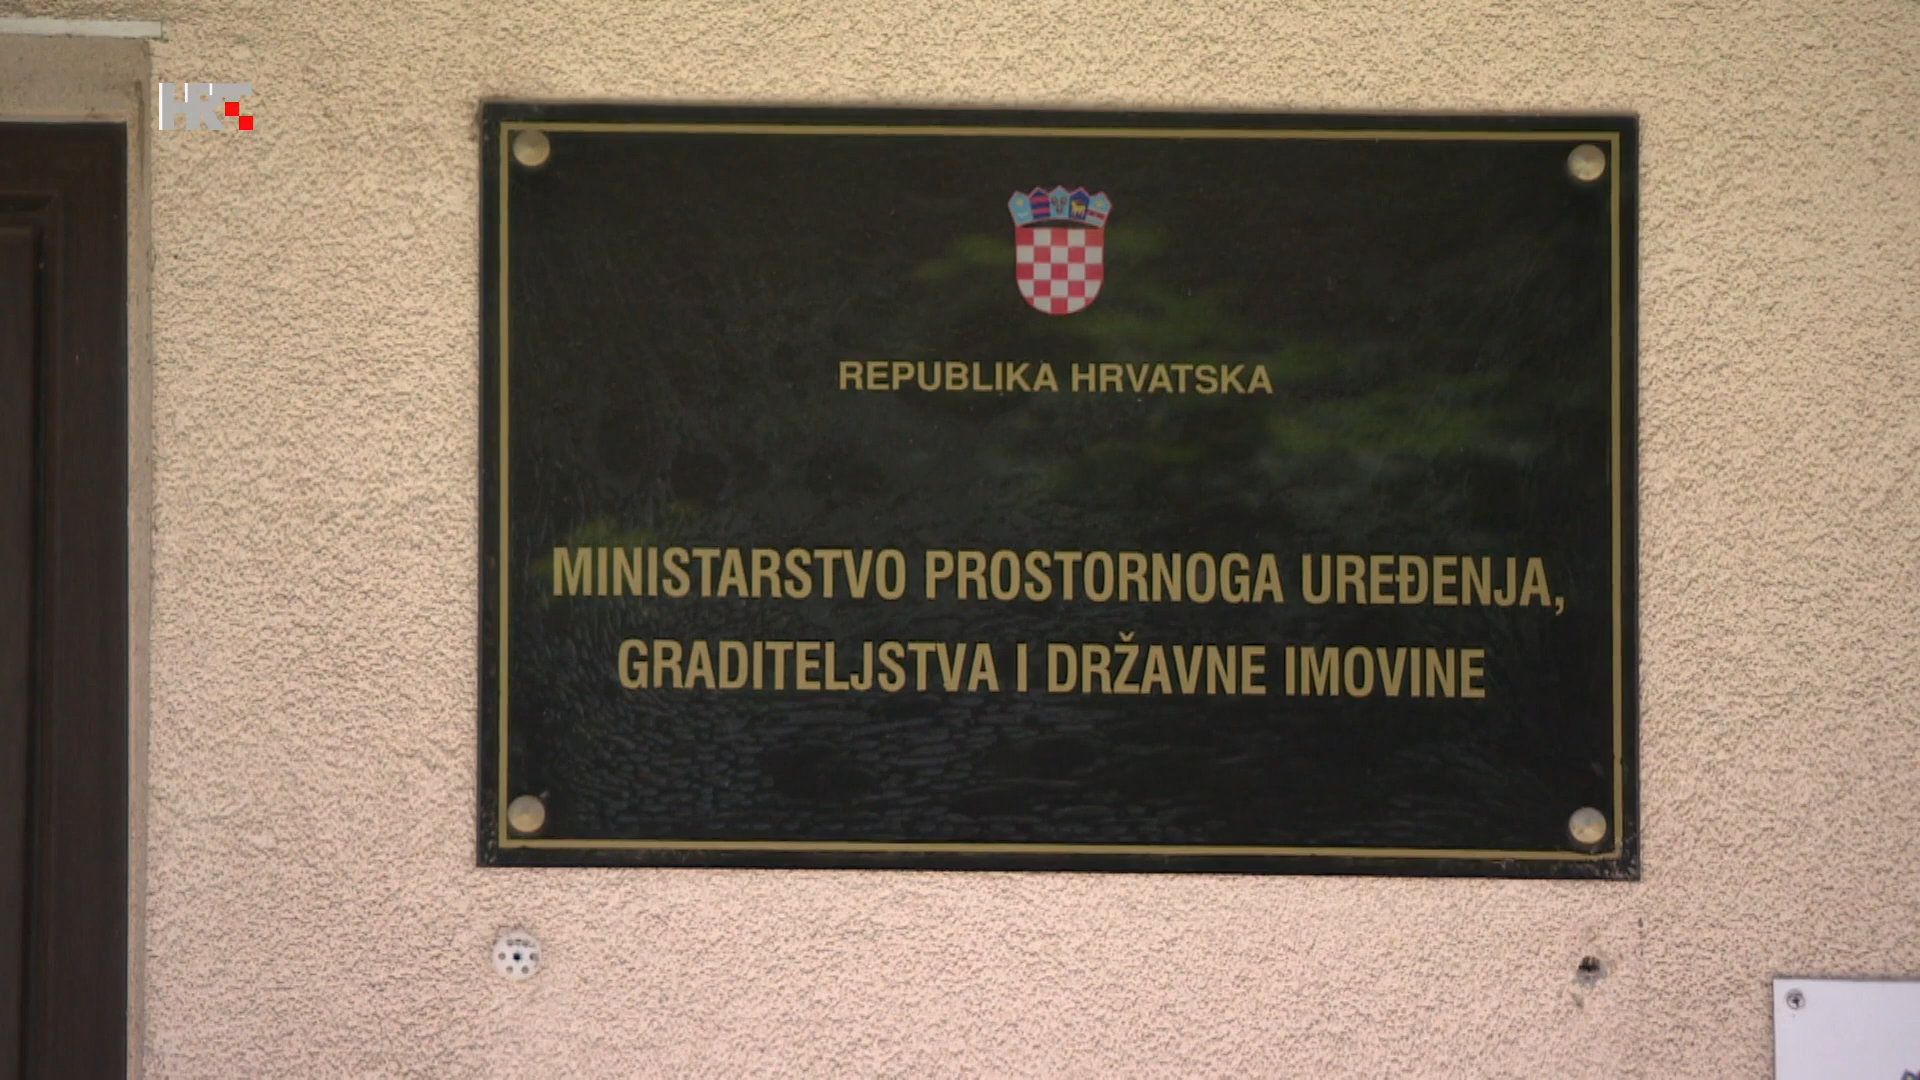 HRT
REPUBLIKA HRVATSKA
MINISTARSTVO PROSTORNOGA UREĐENJA,
GRADITELJSTVA I DRŽAVNE IMOVINE